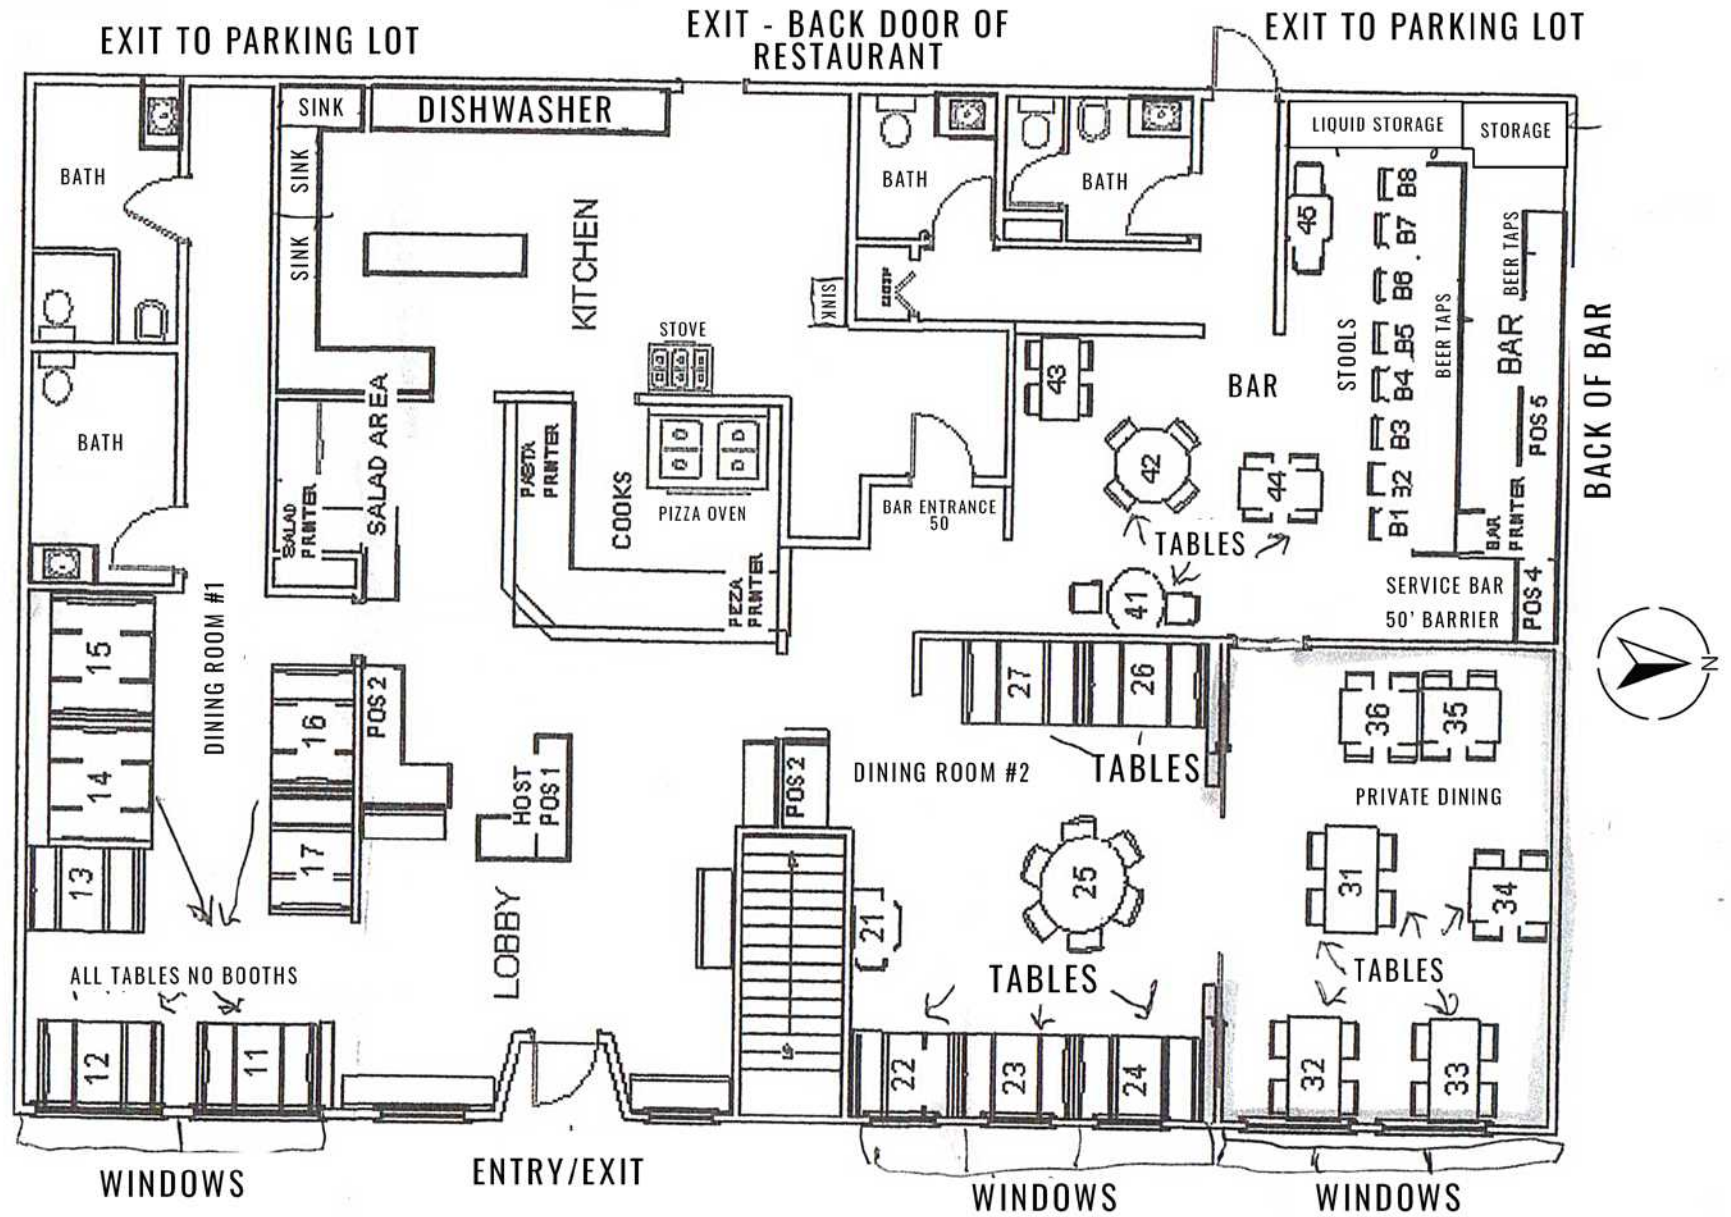 EXIT TO PARKING LOT
EXIT - BACK DOOR OF
RESTAURANT
EXIT TO PARKING LOT
SINK
DISHWASHER
LIQUID STORAGE
STORAGE
BATH
SINK
BATH
BATH
B8
45
B7
SINK
KITCHEN
BEER TAPS
B6
SINK
STOVE
BEER TAPS
STOOLS
B5
BAR
BACK OF BAR
43
BAR
B4
SALAD AREA
BATH
B3
POS 5
PASTA
PRINTER
42
44
B2
SALAD
PRINTER
COOKS
PIZZA OVEN
BAR ENTRANCE
50
B1
BAR
PRINTER
TABLES
PIZZA
PRINTER
41
SERVICE BAR
50' BARRIER
POS 4
DINING ROOM #1
15
27
26
N
POS 2
16
36
35
14
HOST
POS 1
POS 2
DINING ROOM #2
TABLES
PRIVATE DINING
17
13
25
31
34
21
LOBBY
ALL TABLES NO BOOTHS
TABLES
TABLES
12
11
22
23
24
32
33
WINDOWS
ENTRY/EXIT
WINDOWS
WINDOWS